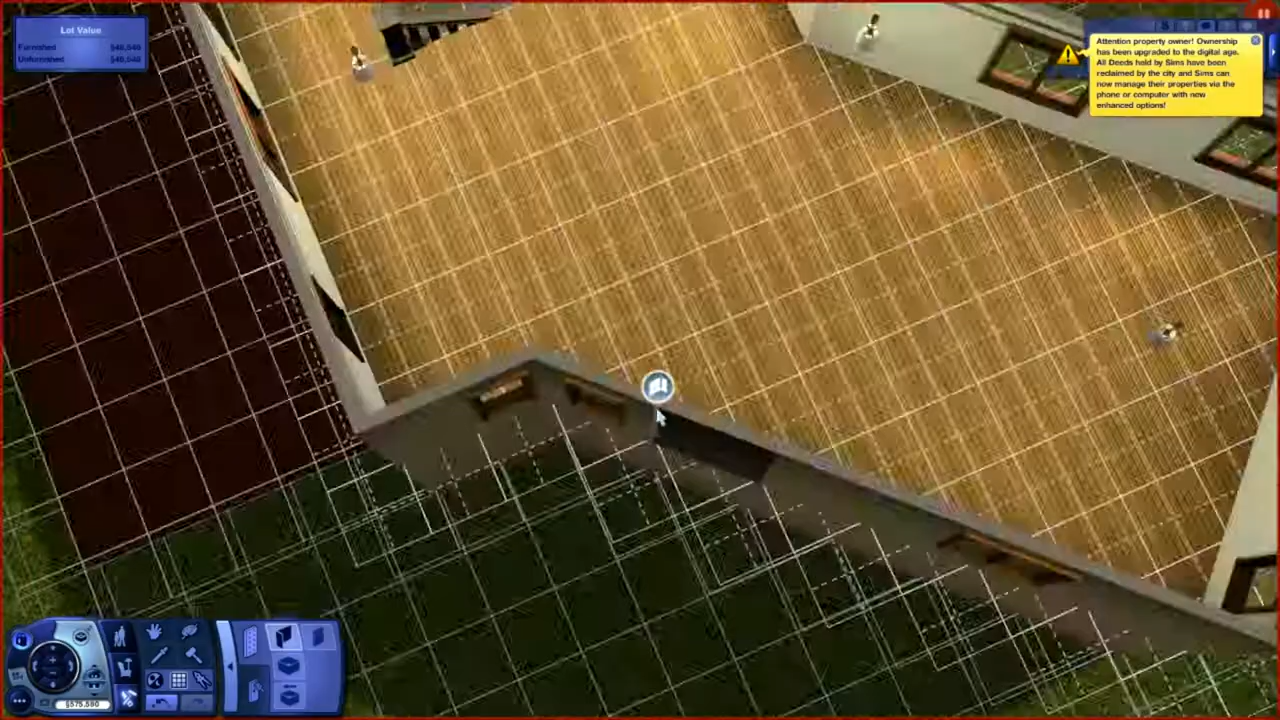 Lot Value
Furnished
Unfurnished
Attention property owner! Ownership
has been upgraded to the digital age.
All Deeds held by Sims have been
reclaimed by the city and Sims can
now manage their properties via the
phone or computer with new
enhanced options!